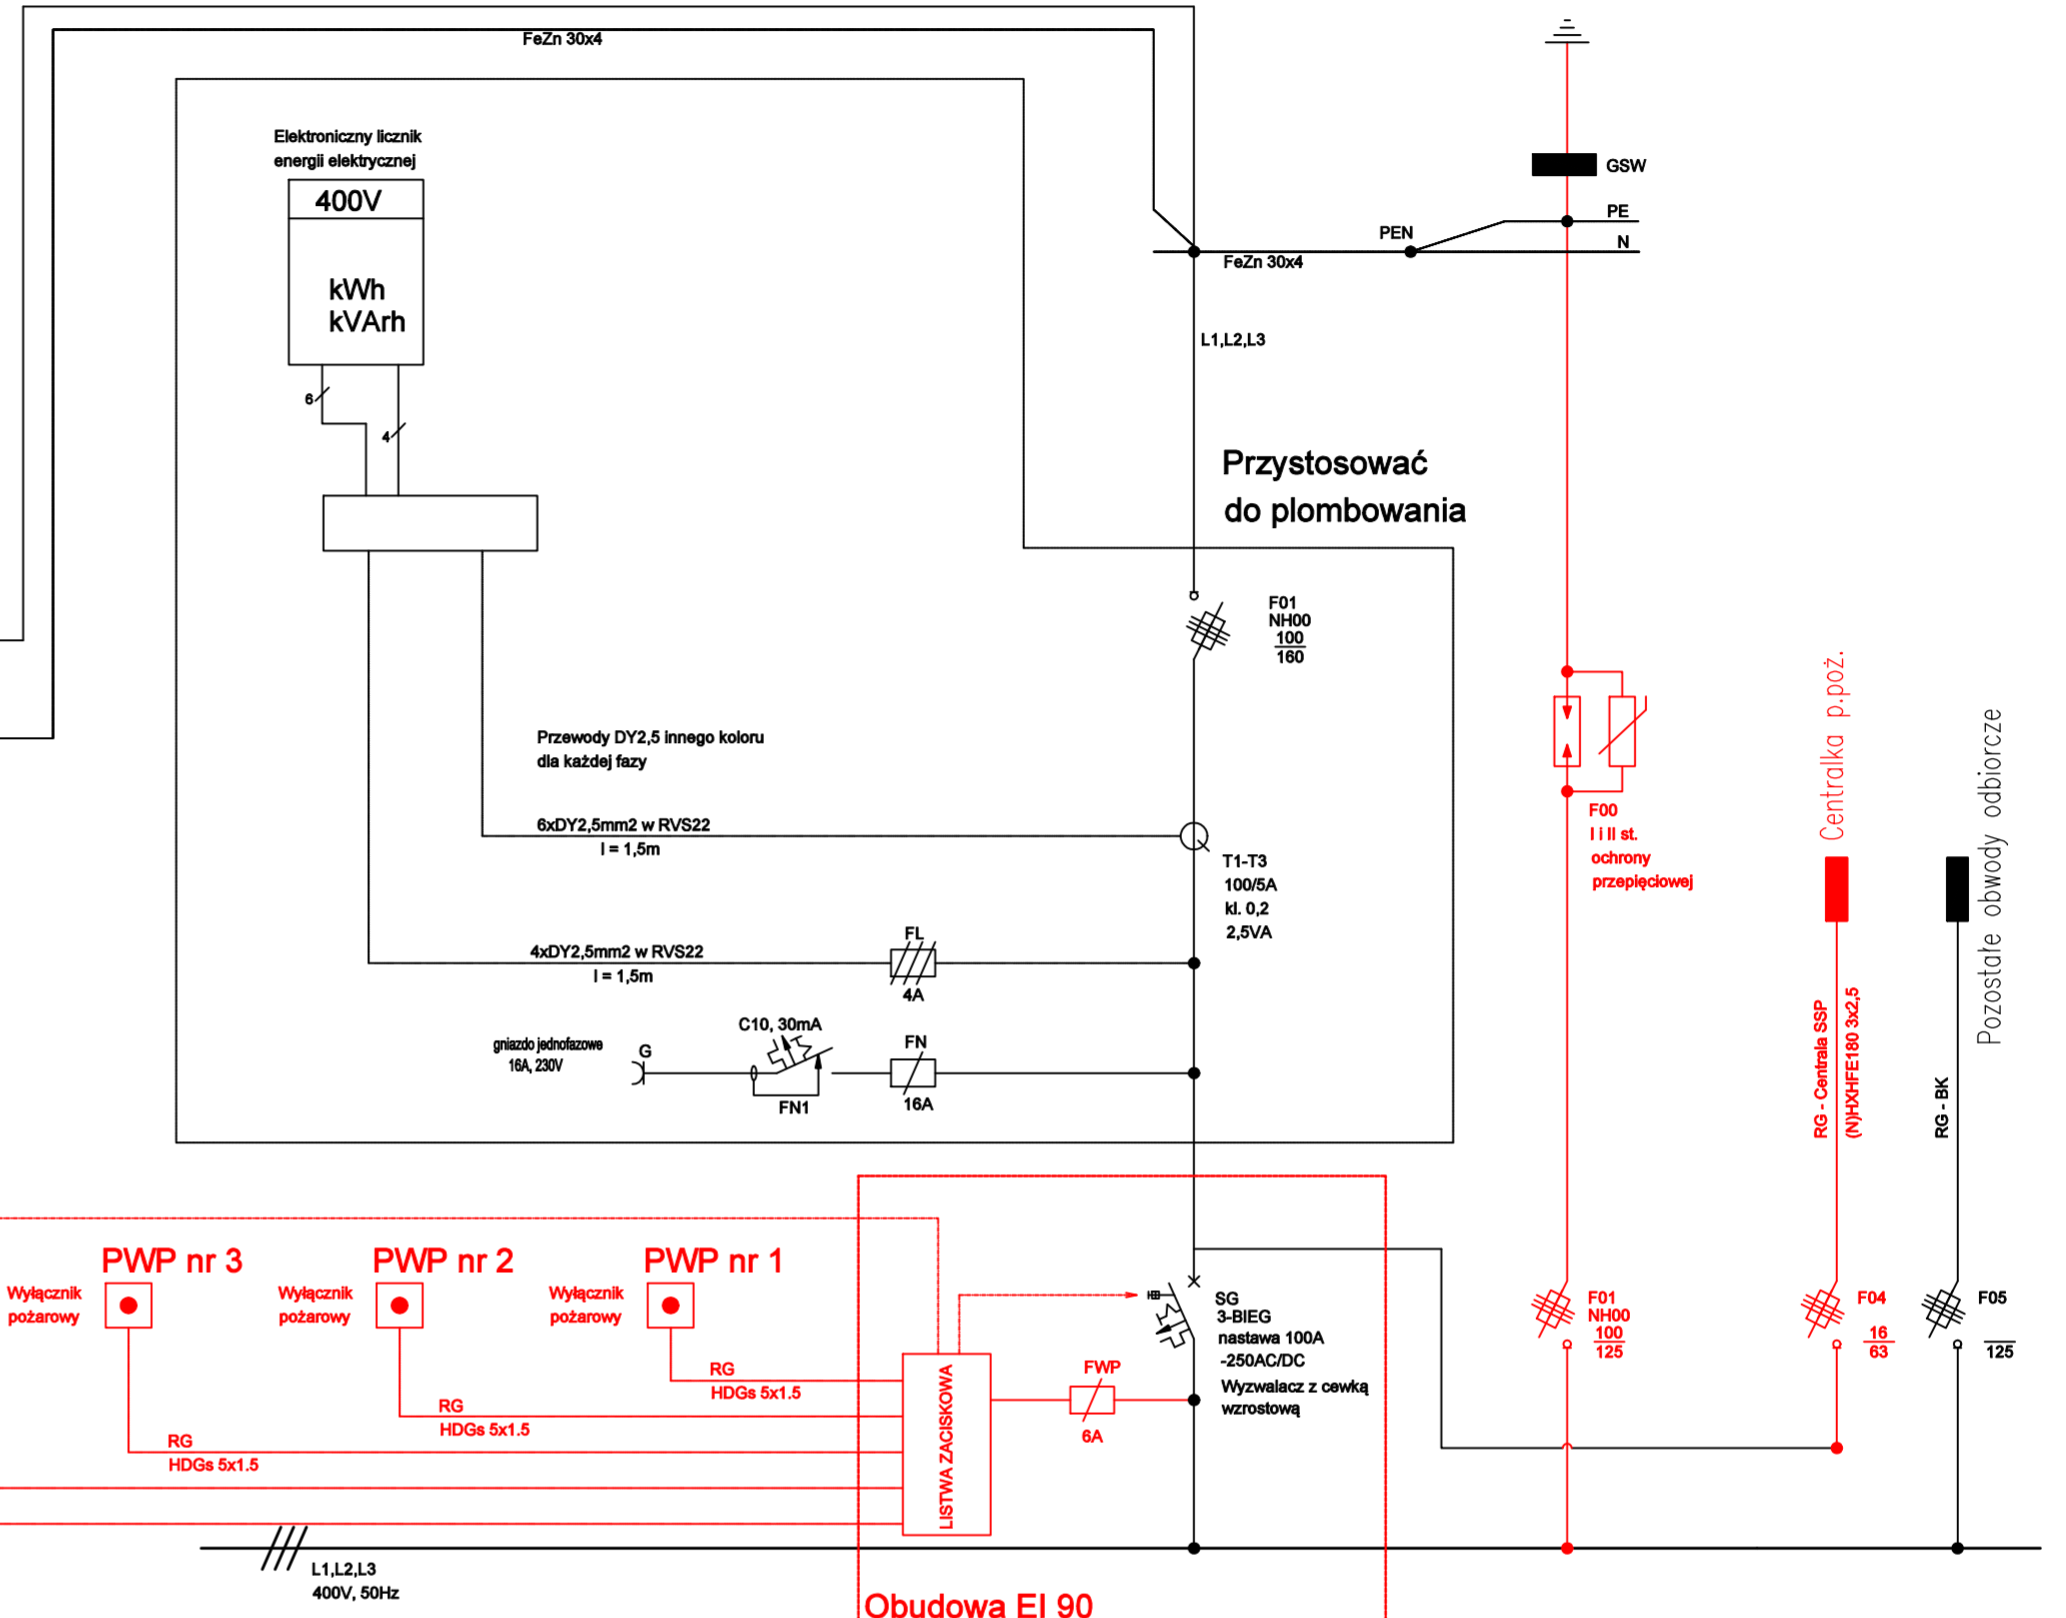 FeZn 30x4
Elektroniczny licznik
energii elektrycznej
400V
kWh
kVArh
6
4
GSW
PE
PEN
N
FeZn 30x4
L1,L2,L3
Przystosować
do plombowania
F01
NH00
100
160
Przewody DY2,5 innego koloru
dla każdej fazy
6xDY2,5mm2 w RVS22
l = 1,5m
T1-T3
100/5A
kl. 0,2
2,5VA
FL
4xDY2,5mm2 w RVS22
l = 1,5m
4A
C10, 30mA
gniazdo jednofazowe
16A, 230V
G
FN1
FN
16A
F00
I i II st.
ochrony
przepięciowej
Centralka p.poż.
Pozostałe obwody odbiorcze
RG - Centrala SSP
(N)HXHFE180 3x2,5
RG - BK
PWP nr 3
Wyłącznik
pożarowy
PWP nr 2
Wyłącznik
pożarowy
PWP nr 1
Wyłącznik
pożarowy
RG
HDGs 5x1.5
RG
HDGs 5x1.5
RG
HDGs 5x1.5
LISTWA ZACISKOWA
FWP
6A
SG
3-BIEG
nastawa 100A
-250AC/DC
Wyzwalacz z cewką
wzrostową
F01
NH00
100
125
F04
16
63
F05
125
L1,L2,L3
400V, 50Hz
Obudowa EI 90